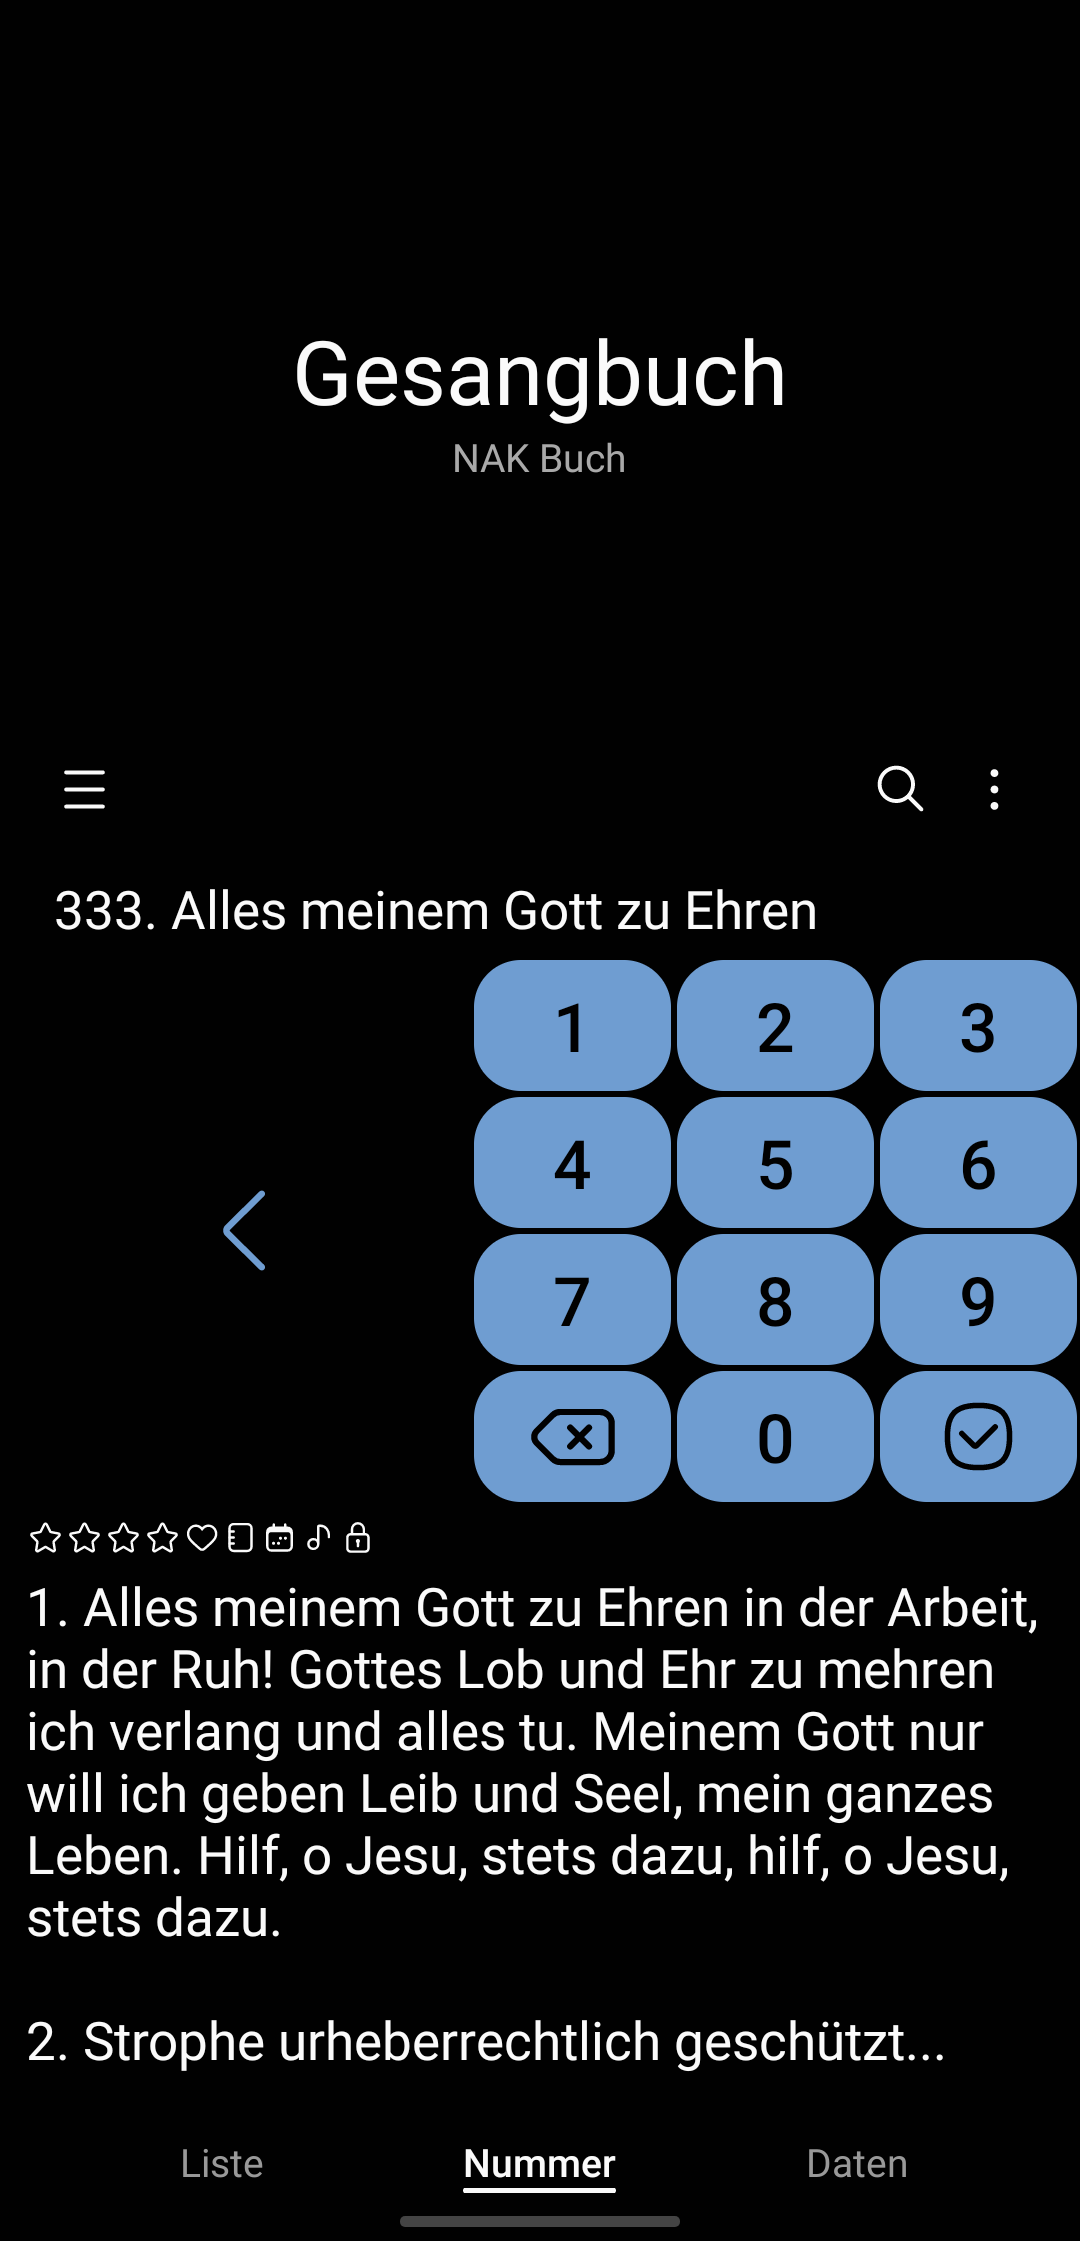 Gesangbuch
NAK Buch
333. Alles meinem Gott zu Ehren
1 2 3
4 5 6
7 8 9
0
1. Alles meinem Gott zu Ehren in der Arbeit,
in der Ruh! Gottes Lob und Ehr zu mehren
ich verlang und alles tu. Meinem Gott nur
will ich geben Leib und Seel, mein ganzes
Leben. Hilf, o Jesu, stets dazu, hilf, o Jesu,
stets dazu.
2. Strophe urheberrechtlich geschützt...
Liste Nummer Daten